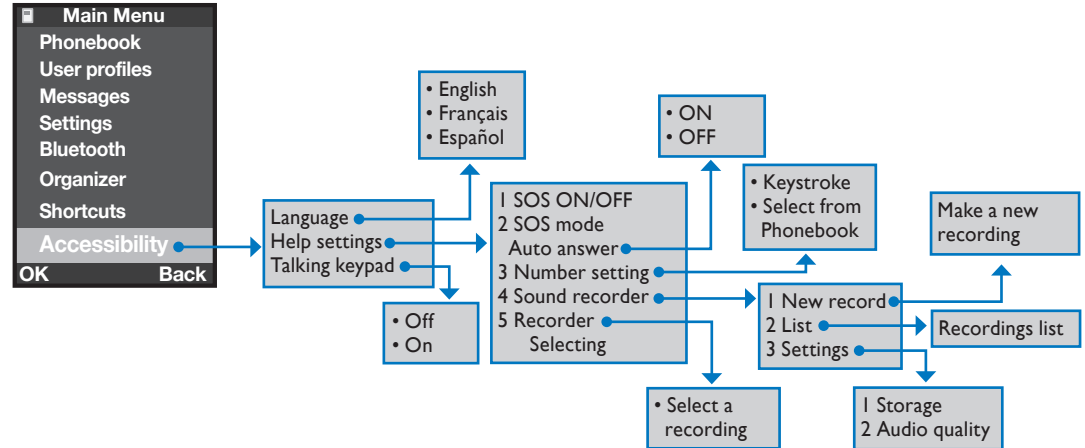 Main Menu
Phonebook
User profiles
Messages
Settings
Bluetooth
Organizer
Shortcuts
Accessibility
OK Back
Language
Help settings
Talking keypad
• English
• Français
• Español
• Off
• On
1 SOS ON/OFF
2 SOS mode
Auto answer
3 Number setting
4 Sound recorder
5 Recorder
Selecting
• ON
• OFF
• Keystroke
• Select from
Phonebook
• Select a
recording
1 New record
2 List
3 Settings
Make a new
recording
Recordings list
1 Storage
2 Audio quality